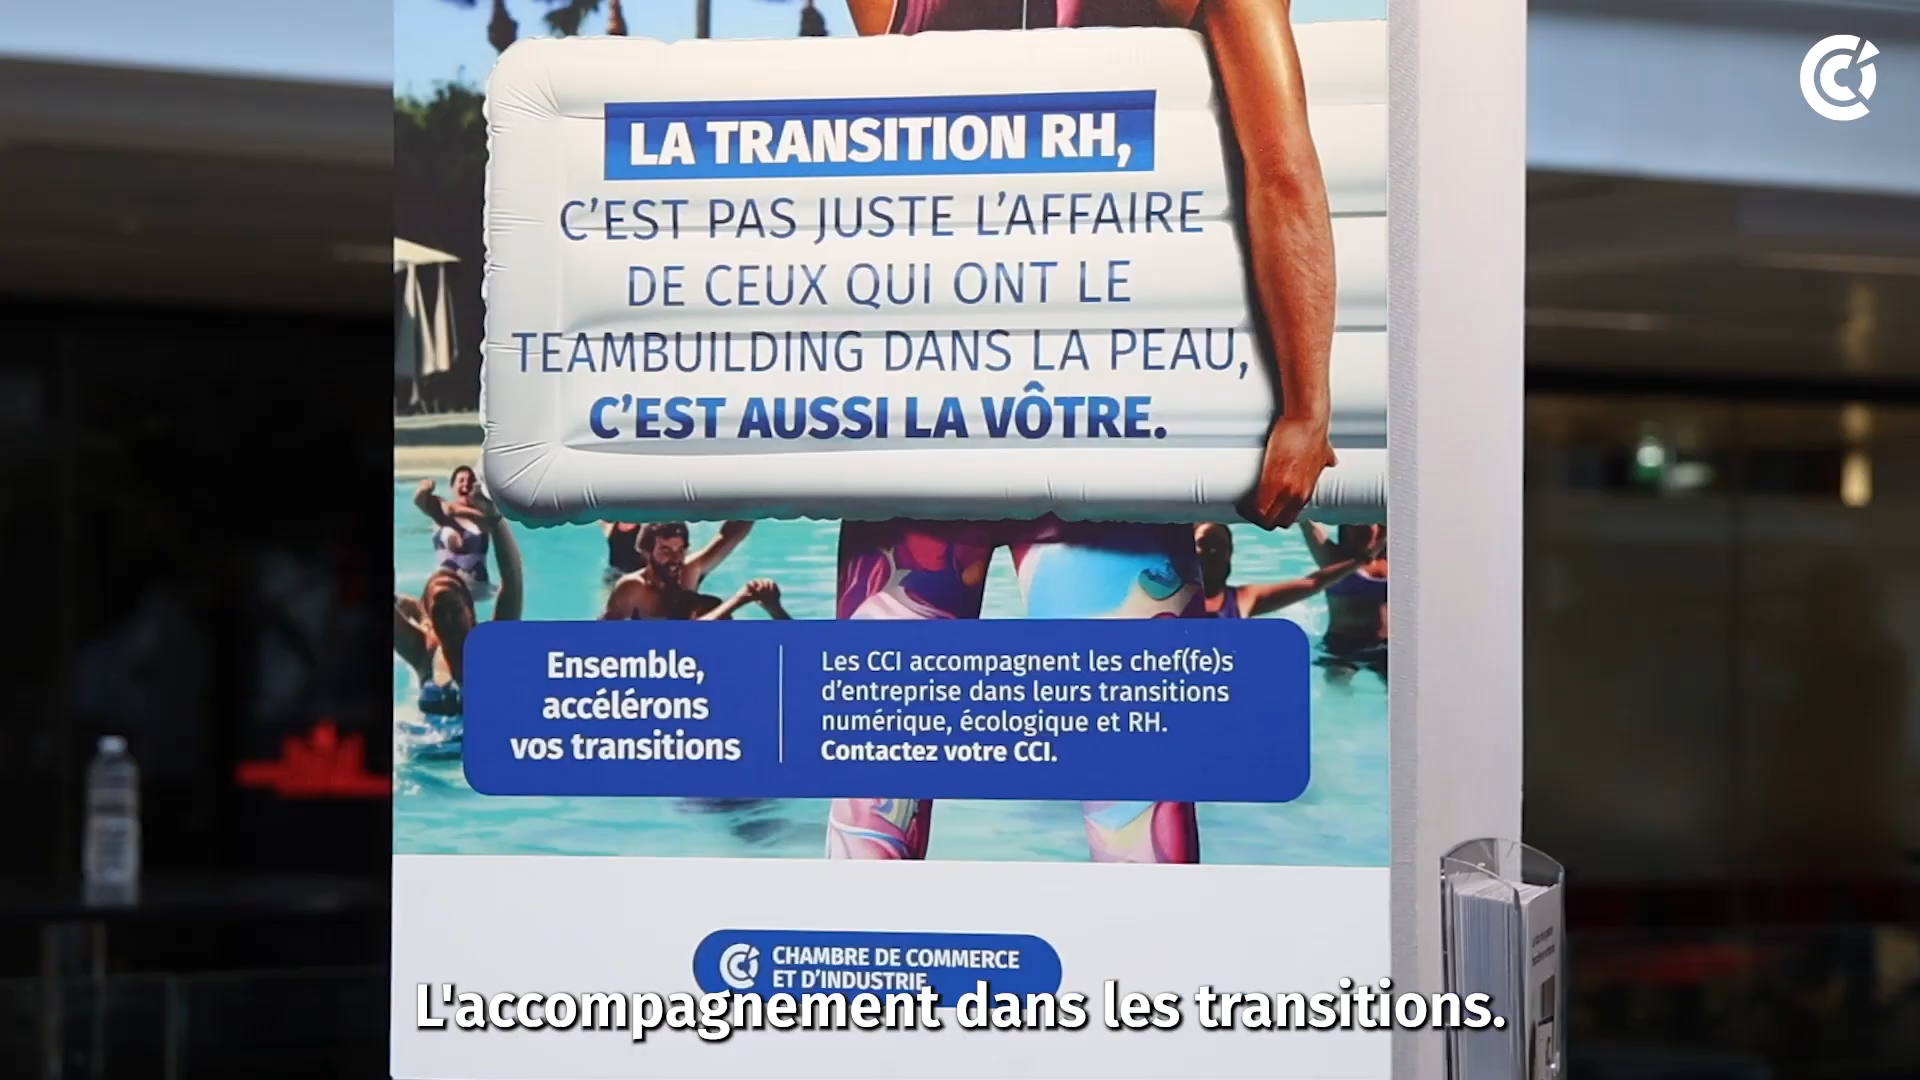 LA TRANSITION RH,
C'EST PAS JUSTE L'AFFAIRE
DE CEUX QUI ONT LE
TEAMBUILDING DANS LA PEAU,
C'EST AUSSI LA VÔTRE.
Ensemble,
accélérons
vos transitions
Les CCI accompagnent les chef(fe)s
d'entreprise dans leurs transitions
numérique, écologique et RH.
Contactez votre CCI.
CHAMBRE DE COMMERCE
ET D'INDUSTRIE
L'accompagnement dans les transitions.